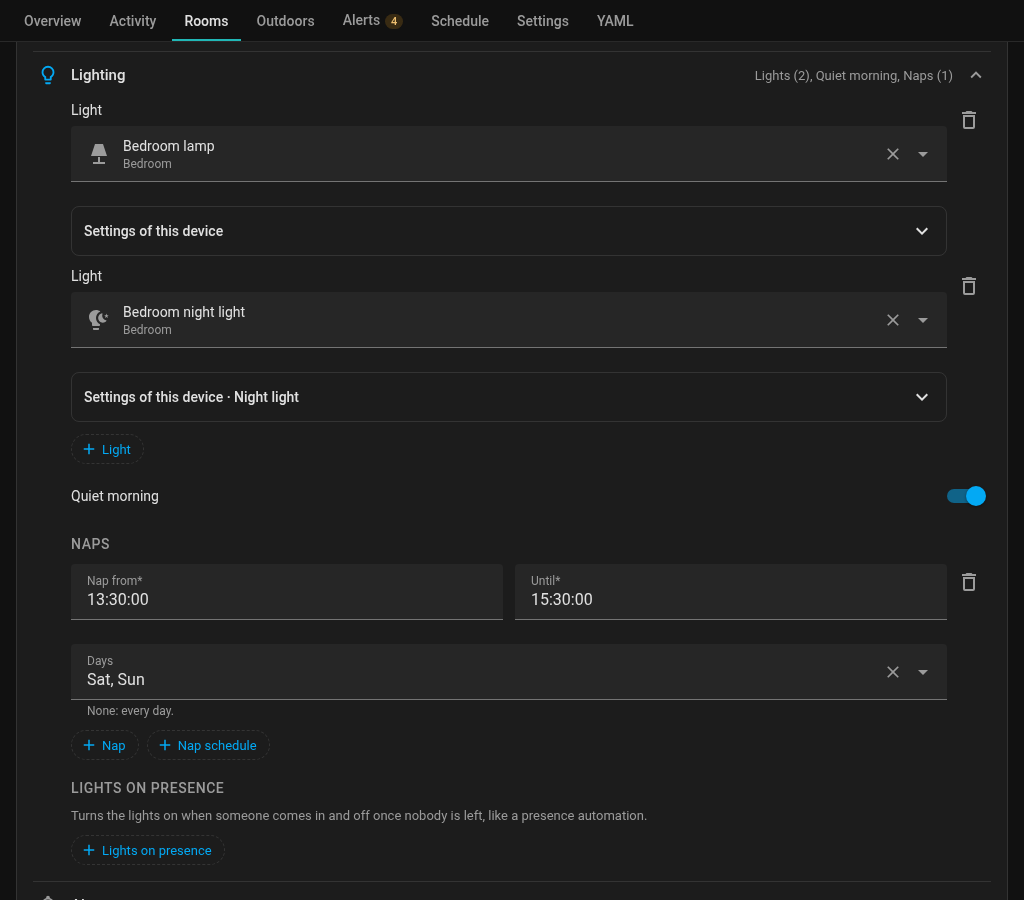 Overview Activity Rooms Outdoors Alerts 4 Schedule Settings YAML
Lighting Lights (2), Quiet morning, Naps (1)
Light
Bedroom lamp
Bedroom
Settings of this device
Light
Bedroom night light
Bedroom
Settings of this device · Night light
+ Light
Quiet morning
NAPS
Nap from* Until*
13:30:00 15:30:00
Days
Sat, Sun
None: every day.
+ Nap + Nap schedule
LIGHTS ON PRESENCE
Turns the lights on when someone comes in and off once nobody is left, like a presence automation.
+ Lights on presence